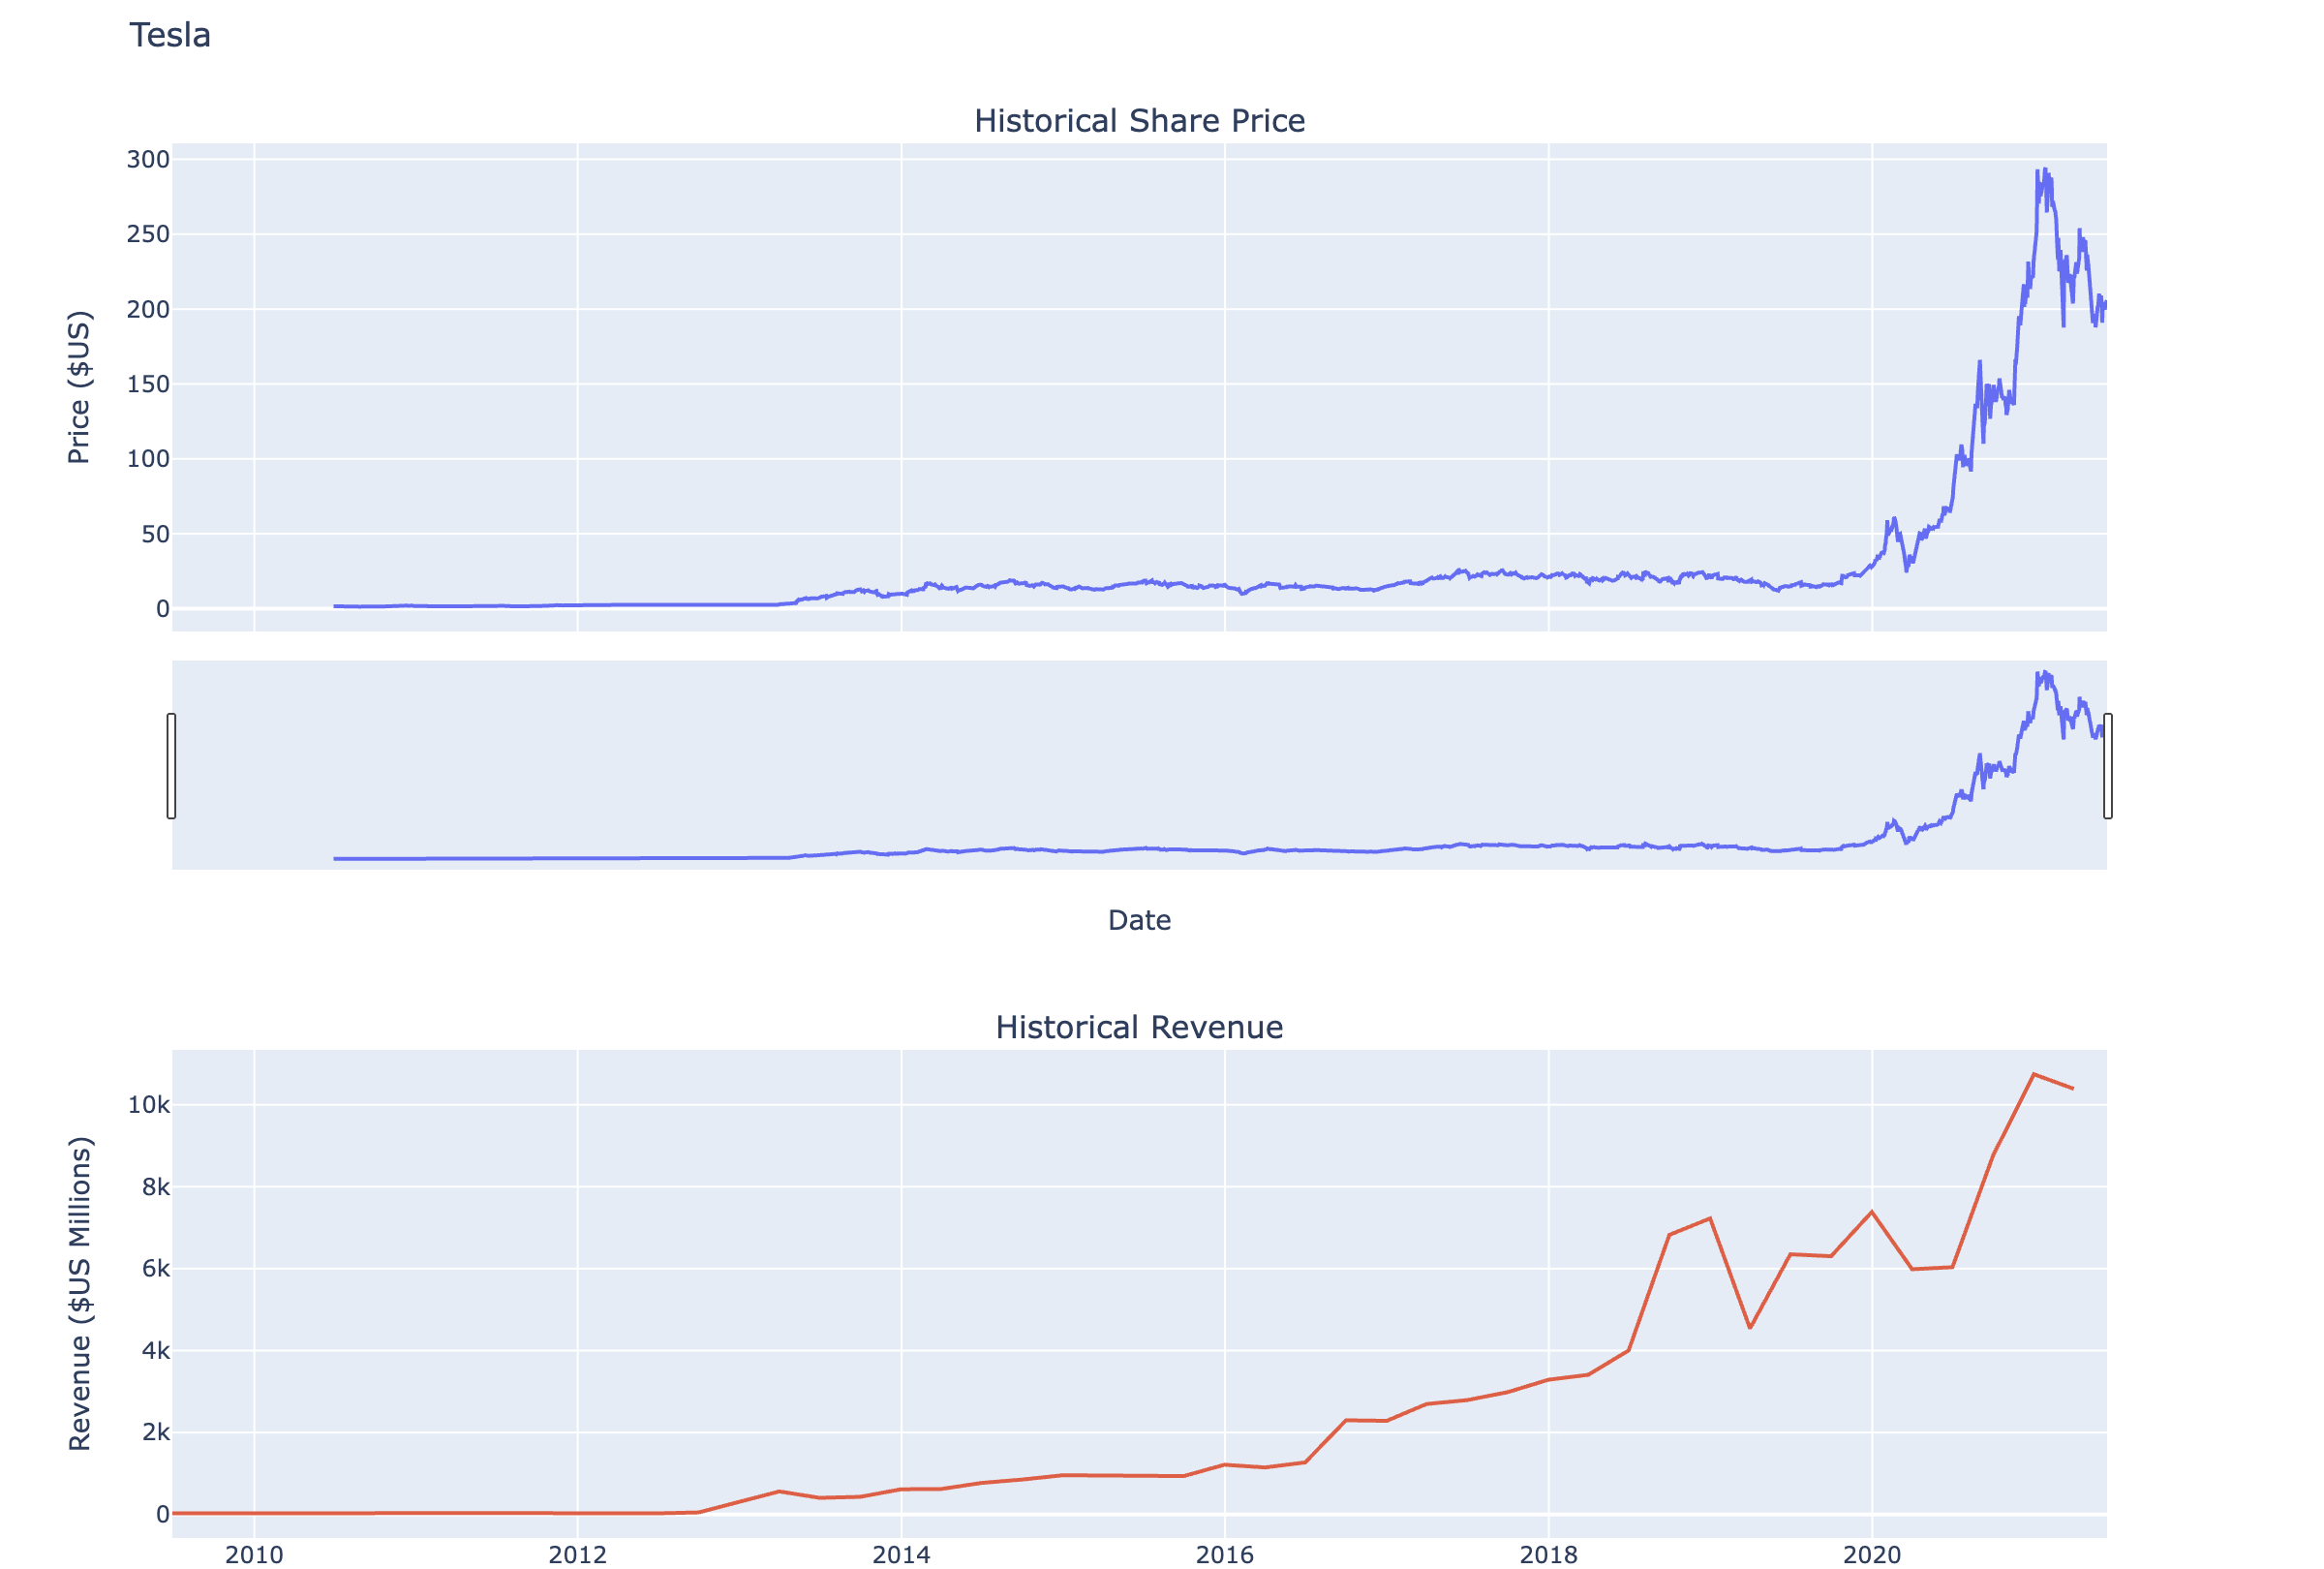 Tesla
Historical Share Price
300
250
200
150
100
50
0
Price ($US)
Date
Historical Revenue
10k
8k
6k
4k
2k
0
Revenue ($US Millions)
2010 2012 2014 2016 2018 2020